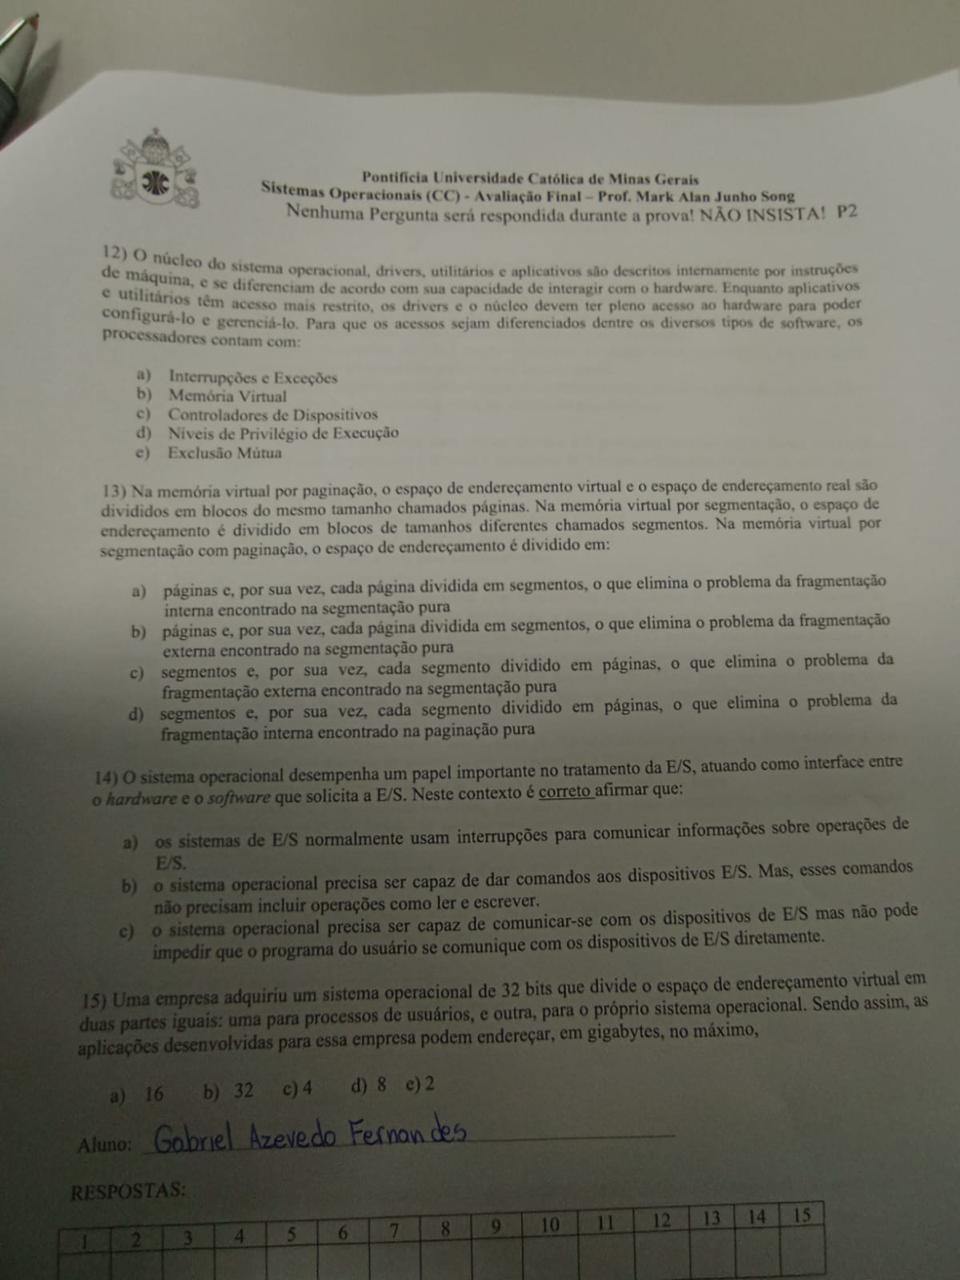 Pontifícia Universidade Católica de Minas Gerais
Sistemas Operacionais (CC) - Avaliação Final – Prof. Mark Alan Junho Song
Nenhuma Pergunta será respondida durante a prova! NÃO INSISTA! P2
12) O núcleo do sistema operacional, drivers, utilitários e aplicativos são descritos internamente por instruções
de máquina, e se diferenciam de acordo com sua capacidade de interagir com o hardware. Enquanto aplicativos
e utilitários têm acesso mais restrito, os drivers e o núcleo devem ter pleno acesso ao hardware para poder
configurá-lo e gerenciá-lo. Para que os acessos sejam diferenciados dentre os diversos tipos de software, os
processadores contam com:
a) Interrupções e Exceções
b) Memória Virtual
c) Controladores de Dispositivos
d) Níveis de Privilégio de Execução
e) Exclusão Mútua
13) Na memória virtual por paginação, o espaço de endereçamento virtual e o espaço de endereçamento real são
divididos em blocos do mesmo tamanho chamados páginas. Na memória virtual por segmentação, o espaço de
endereçamento é dividido em blocos de tamanhos diferentes chamados segmentos. Na memória virtual por
segmentação com paginação, o espaço de endereçamento é dividido em:
a) páginas e, por sua vez, cada página dividida em segmentos, o que elimina o problema da fragmentação
interna encontrado na segmentação pura
b) páginas e, por sua vez, cada página dividida em segmentos, o que elimina o problema da fragmentação
externa encontrado na segmentação pura
c) segmentos e, por sua vez, cada segmento dividido em páginas, o que elimina o problema da
fragmentação externa encontrado na segmentação pura
d) segmentos e, por sua vez, cada segmento dividido em páginas, o que elimina o problema da
fragmentação interna encontrado na paginação pura
14) O sistema operacional desempenha um papel importante no tratamento da E/S, atuando como interface entre
o hardware e o software que solicita a E/S. Neste contexto é correto afirmar que:
a) os sistemas de E/S normalmente usam interrupções para comunicar informações sobre operações de
E/S.
b) o sistema operacional precisa ser capaz de dar comandos aos dispositivos E/S. Mas, esses comandos
não precisam incluir operações como ler e escrever.
c) o sistema operacional precisa ser capaz de comunicar-se com os dispositivos de E/S mas não pode
impedir que o programa do usuário se comunique com os dispositivos de E/S diretamente.
15) Uma empresa adquiriu um sistema operacional de 32 bits que divide o espaço de endereçamento virtual em
duas partes iguais: uma para processos de usuários, e outra, para o próprio sistema operacional. Sendo assim, as
aplicações desenvolvidas para essa empresa podem endereçar, em gigabytes, no máximo,
a) 16 b) 32 c) 4 d) 8 e) 2
Aluno: Gabriel Azevedo Fernandes
RESPOSTAS:
1 2 3 4 5 6 7 8 9 10 11 12 13 14 15